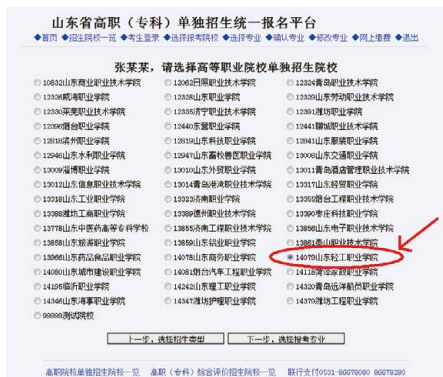 山东省高职（专科）单独招生统一报名平台
◆首页 ◆招生院校一览 ◆考生登录 ◆选择报考院校 ◆选择专业 ◆确认专业 ◆修改专业 ◆网上缴费 ◆退出
张某某，请选择高等职业院校单独招生院校
10832山东商业职业技术学院 12062日照职业技术学院 12324青岛职业技术学院
12326威海职业学院 12328山东职业学院 12329山东劳动职业技术学院
12330莱芜职业技术学院 12335济宁职业技术学院 12391潍坊职业学院
12396烟台职业学院 12440东营职业学院 12441聊城职业技术学院
12818滨州职业学院 12819山东科技职业学院 12841山东服装职业学院
12946山东水利职业学院 12947山东畜牧兽医职业学院 13008山东交通职业学院
13009淄博职业学院 13010山东外贸职业学院 13011青岛酒店管理职业技术学院
13012山东信息职业技术学院 13014青岛港湾职业技术学院 13317山东经贸职业学院
13318山东工业职业学院 13323济南职业学院 13355烟台工程职业技术学院
13388潍坊工商职业学院 13389德州职业技术学院 13390枣庄科技职业学院
13778山东中医药高等专科学校 13855济南工程职业技术学院 13856山东电子职业技术学院
13858山东旅游职业学院 13859山东铝业职业学院 13861泰山职业技术学院
13966山东药品食品职业学院 14078山东商务职业学院 14079山东轻工职业学院
14080山东城市建设职业学院 14081烟台汽车工程职业学院 14118菏泽家政职业学院
14196临沂职业学院 14242山东理工职业学院 14320青岛远洋船员职业学院
14346山东海事职业学院 14347潍坊护理职业学院 14379潍坊工程职业学院
99999测试院校
上一步，选择招生类型 下一步，选择报考专业
高职院校单独招生院校一览 高职（专科）综合评价招生院校一览 联行支付0531-86678080 86678280